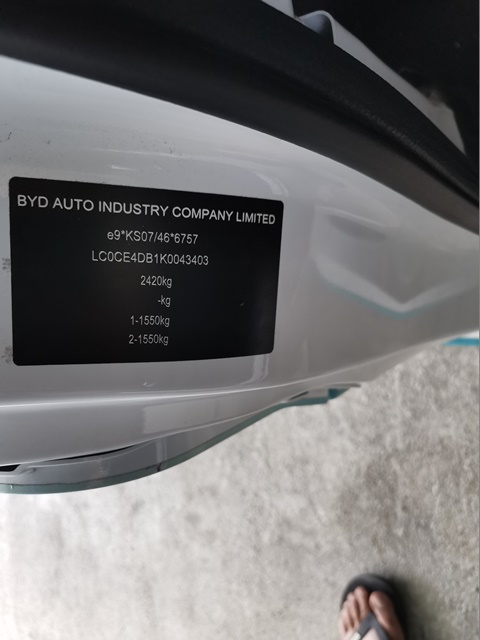 BYD AUTO INDUSTRY COMPANY LIMITED
e9*KS07/46*6757
LC0CE4DB1K0043403
2420kg
-kg
1-1550kg
2-1550kg